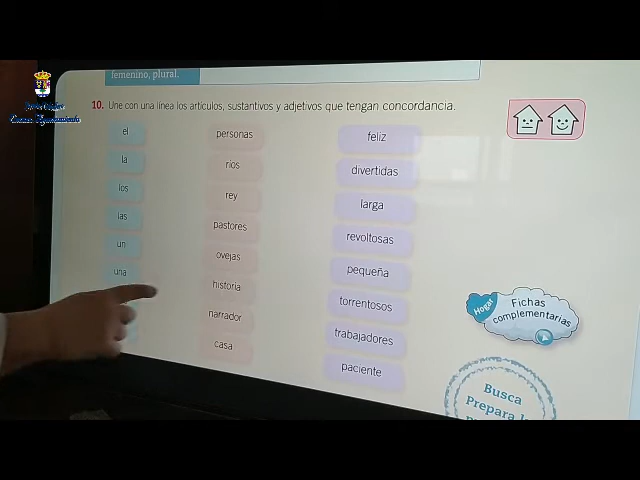 femenino, plural.
10. Une con una línea los artículos, sustantivos y adjetivos que tengan concordancia.
el personas feliz
la ríos divertidas
los rey larga
las pastores revoltosas
un ovejas pequeña
una historia torrentosos
narrador trabajadores
casa paciente
Hogar
Fichas
complementarias
Busca
Prepara